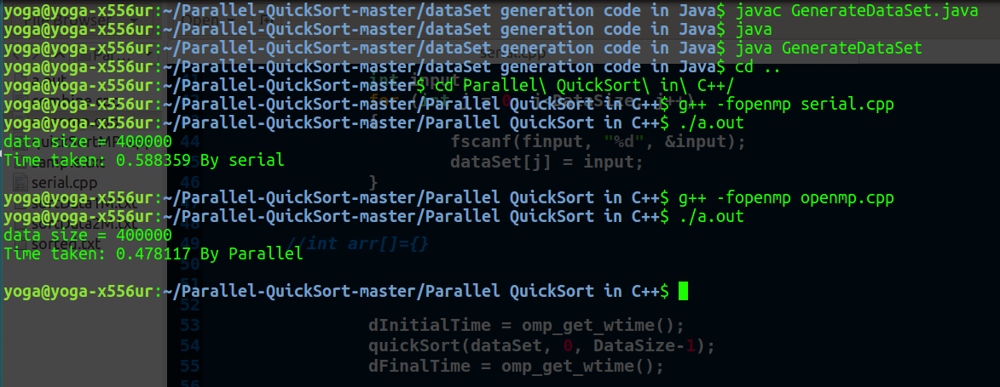 yoga@yoga-x556ur:~/Parallel-QuickSort-master/dataSet generation code in Java$ javac GenerateDataSet.java
yoga@yoga-x556ur:~/Parallel-QuickSort-master/dataSet generation code in Java$ java
yoga@yoga-x556ur:~/Parallel-QuickSort-master/dataSet generation code in Java$ java GenerateDataSet
yoga@yoga-x556ur:~/Parallel-QuickSort-master/dataSet generation code in Java$ cd ..
yoga@yoga-x556ur:~/Parallel-QuickSort-master$ cd Parallel\ QuickSort\ in\ C++/
yoga@yoga-x556ur:~/Parallel-QuickSort-master/Parallel QuickSort in C++$ g++ -fopenmp serial.cpp
yoga@yoga-x556ur:~/Parallel-QuickSort-master/Parallel QuickSort in C++$ ./a.out
data size = 400000
Time taken: 0.588359 By serial
yoga@yoga-x556ur:~/Parallel-QuickSort-master/Parallel QuickSort in C++$ g++ -fopenmp openmp.cpp
yoga@yoga-x556ur:~/Parallel-QuickSort-master/Parallel QuickSort in C++$ ./a.out
data size = 400000
Time taken: 0.478117 By Parallel
yoga@yoga-x556ur:~/Parallel-QuickSort-master/Parallel QuickSort in C++$
serial.cpp
int input;
{
44 fscanf(finput, "%d", &input);
45 dataSet[j] = input;
46 }
serial.cpp
sorted.txt
//int arr[]={}
50
51
52
53 dInitialTime = omp_get_wtime();
54 quickSort(dataSet, 0, DataSize-1);
55 dFinalTime = omp_get_wtime();
56